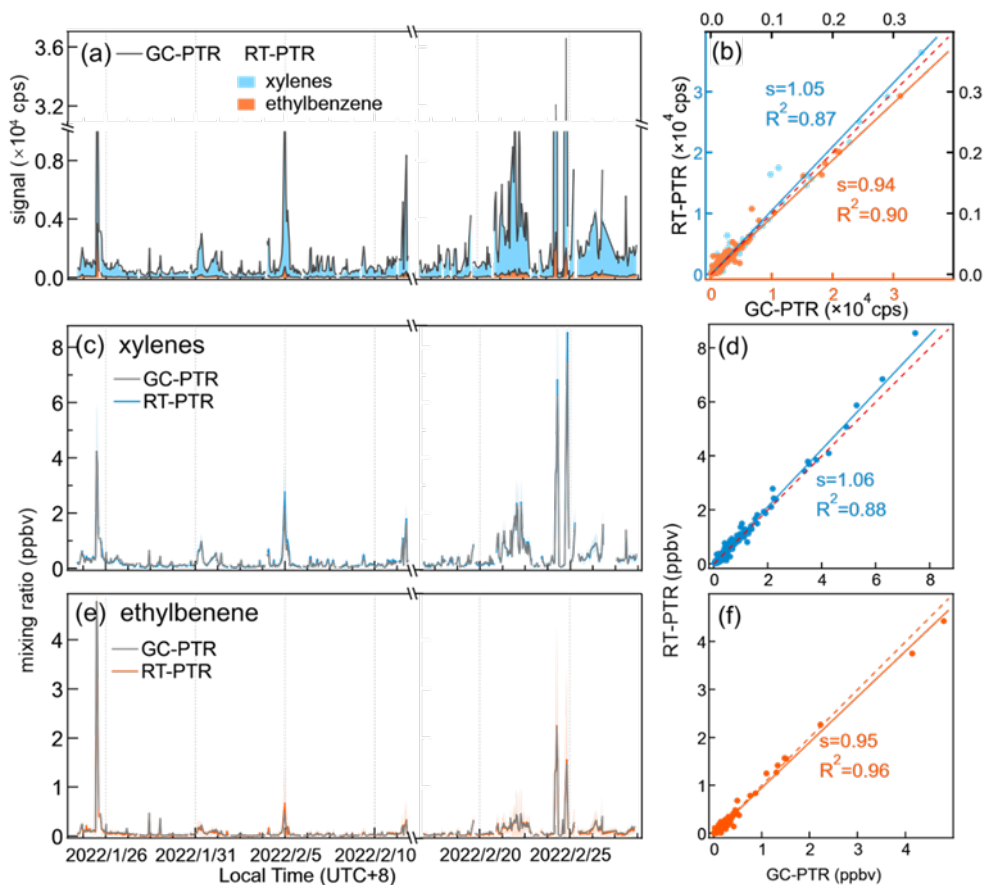 (a)
GC-PTR
RT-PTR
xylenes
ethylbenzene
3.6
3.2
0.8
0.4
0.0
signal (×10⁴ cps)
0.0 0.1 0.2 0.3
(b)
s=1.05
R²=0.87
s=0.94
R²=0.90
3
2
1
0
0.3
0.2
0.1
0.0
RT-PTR (×10⁴ cps)
0 1 2 3
GC-PTR (×10⁴ cps)
(c) xylenes
GC-PTR
RT-PTR
8
6
4
2
0
mixing ratio (ppbv)
(d)
s=1.06
R²=0.88
8
6
4
2
0
0 2 4 6 8
RT-PTR (ppbv)
(e) ethylbenene
GC-PTR
RT-PTR
4
3
2
1
0
2022/1/26 2022/1/31 2022/2/5 2022/2/10 2022/2/20 2022/2/25
Local Time (UTC+8)
(f)
s=0.95
R²=0.96
4
3
2
1
0
0 1 2 3 4
GC-PTR (ppbv)